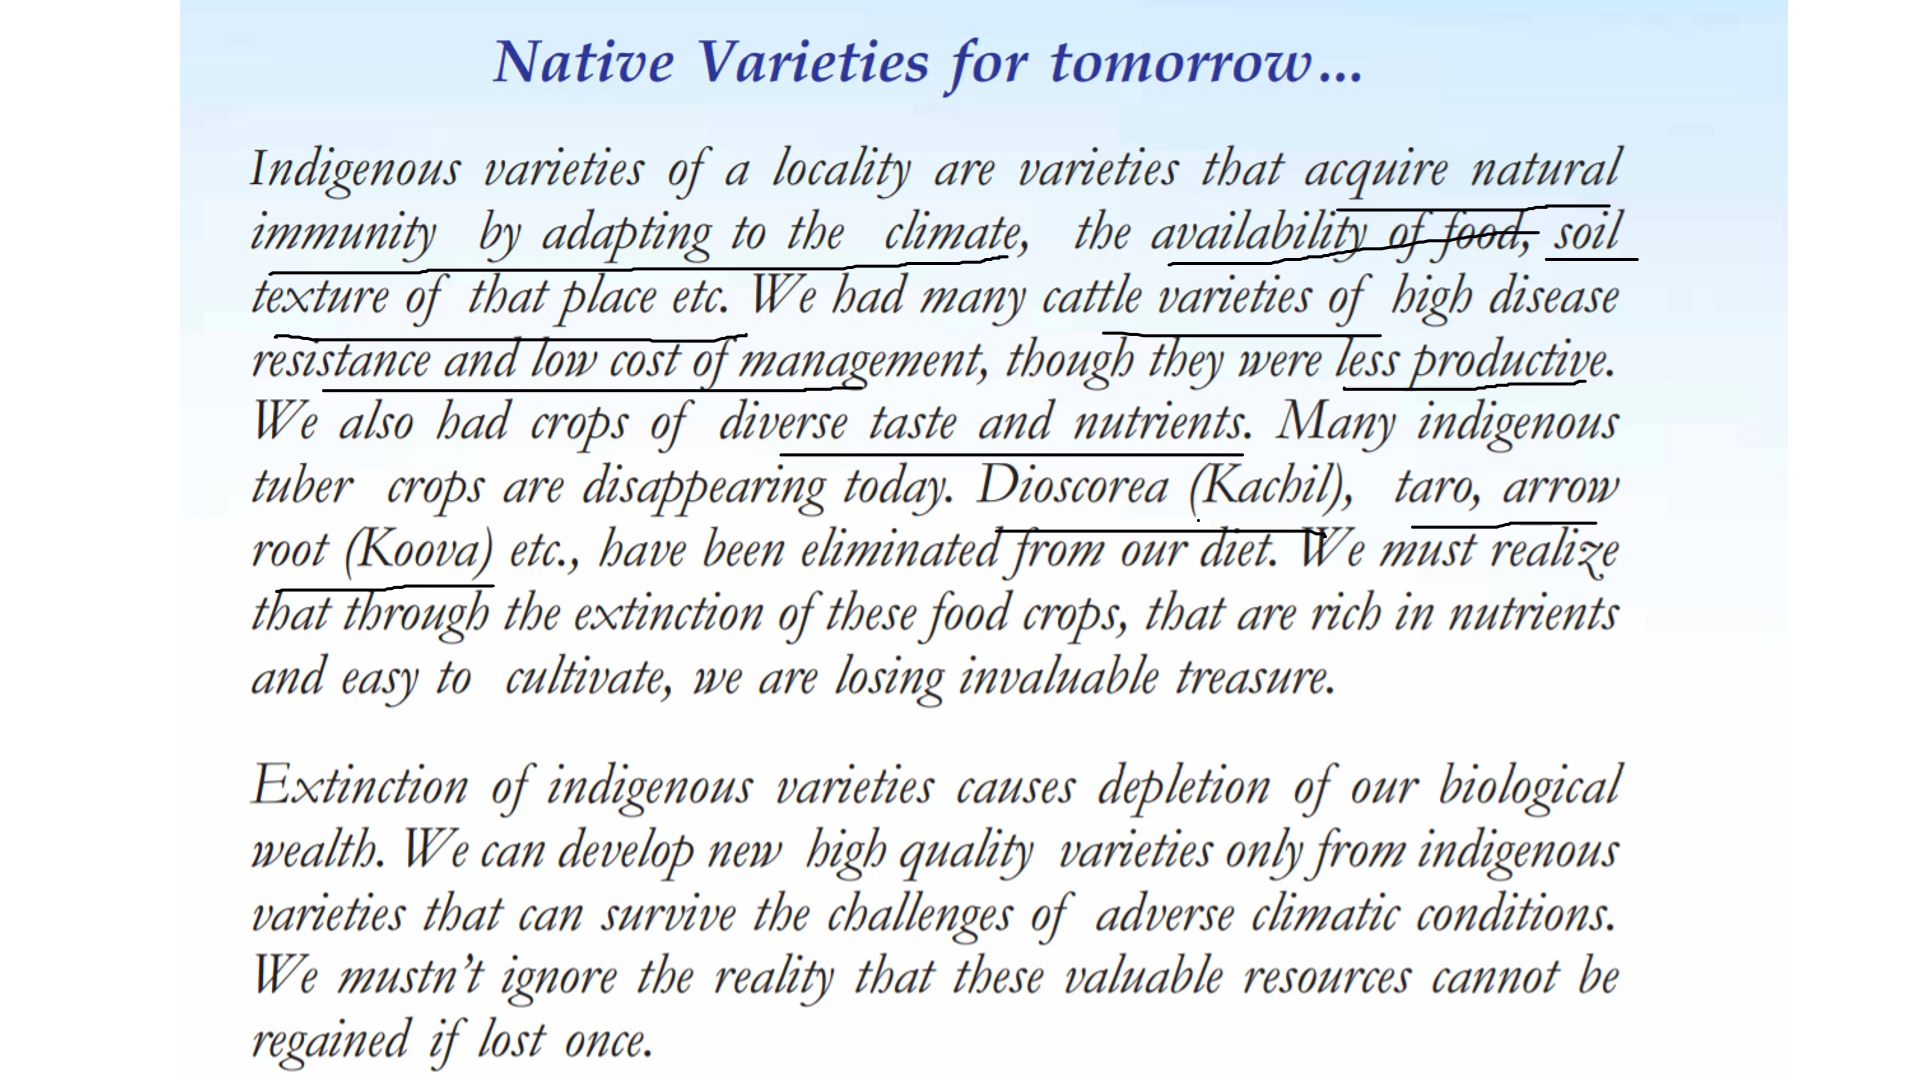 Native Varieties for tomorrow...
Indigenous varieties of a locality are varieties that acquire natural
immunity by adapting to the climate, the availability of food, soil
texture of that place etc. We had many cattle varieties of high disease
resistance and low cost of management, though they were less productive.
We also had crops of diverse taste and nutrients. Many indigenous
tuber crops are disappearing today. Dioscorea (Kachil), taro, arrow
root (Koova) etc., have been eliminated from our diet. We must realize
that through the extinction of these food crops, that are rich in nutrients
and easy to cultivate, we are losing invaluable treasure.
Extinction of indigenous varieties causes depletion of our biological
wealth. We can develop new high quality varieties only from indigenous
varieties that can survive the challenges of adverse climatic conditions.
We mustn't ignore the reality that these valuable resources cannot be
regained if lost once.